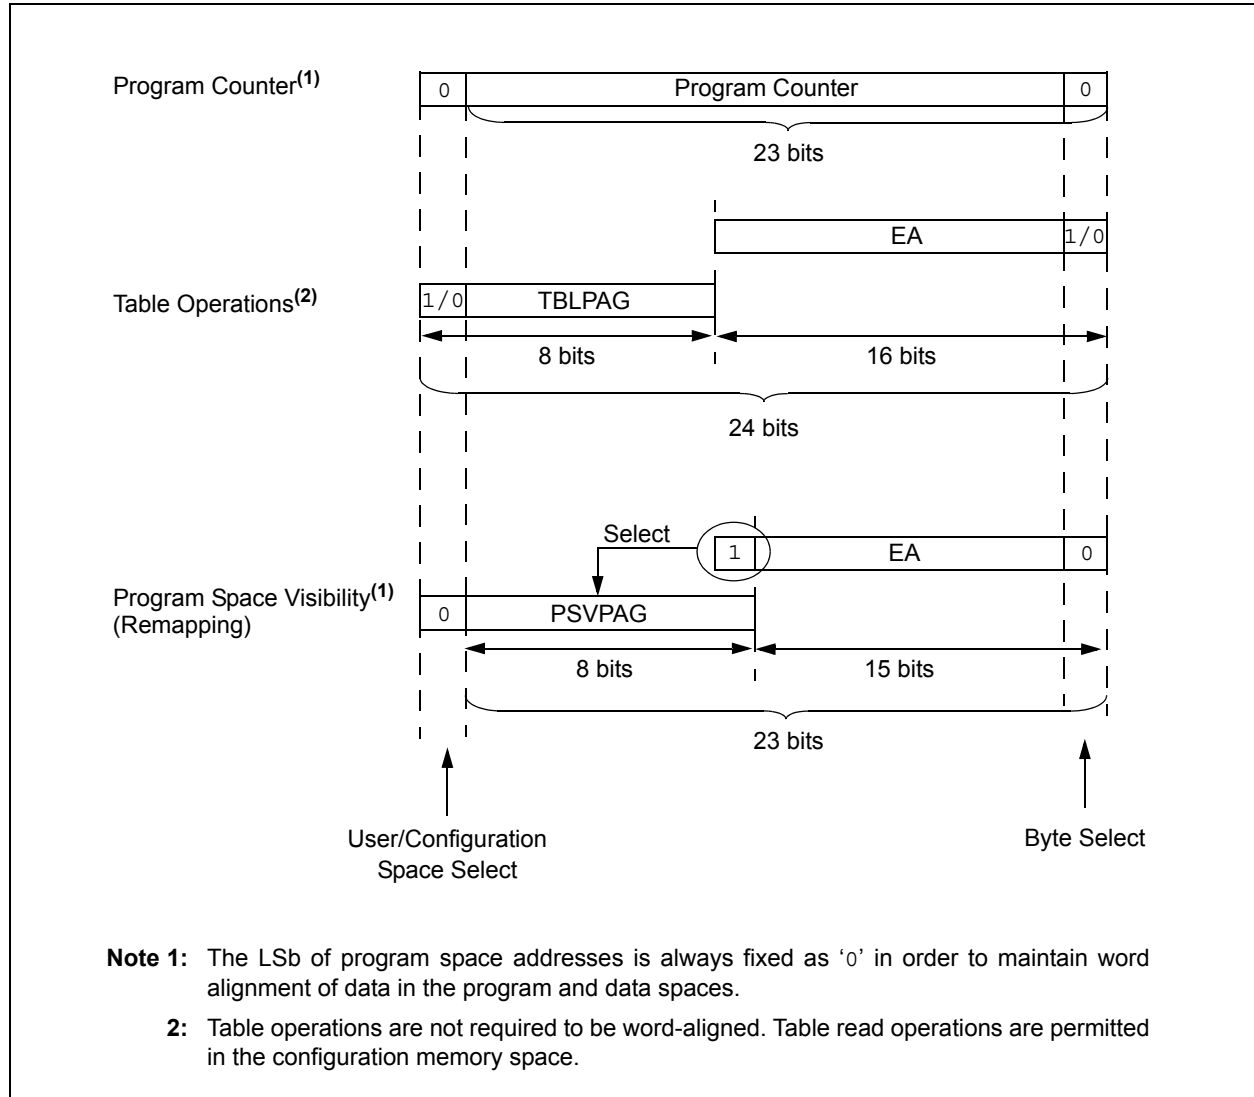 Program Counter(1)
0
Program Counter
0
23 bits
EA
1/0
Table Operations(2)
1/0
TBLPAG
8 bits
16 bits
24 bits
Select
1
EA
0
Program Space Visibility(1)
(Remapping)
0
PSVPAG
8 bits
15 bits
23 bits
User/Configuration
Space Select
Byte Select
Note 1: The LSb of program space addresses is always fixed as ‘0’ in order to maintain word
alignment of data in the program and data spaces.
2: Table operations are not required to be word-aligned. Table read operations are permitted
in the configuration memory space.